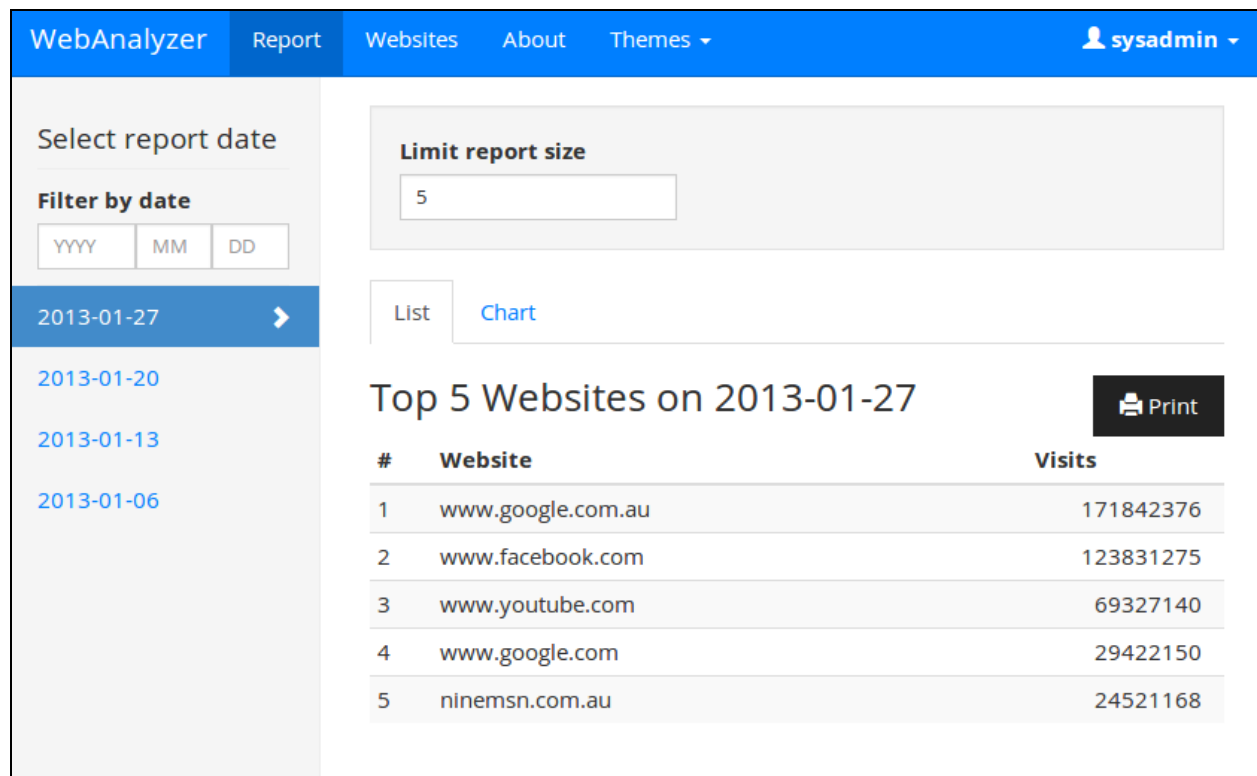 WebAnalyzer Report Websites About Themes sysadmin
Select report date
Filter by date
YYYY MM DD
2013-01-27
2013-01-20
2013-01-13
2013-01-06
Limit report size
5
List Chart
Top 5 Websites on 2013-01-27
Print
# Website Visits
1 www.google.com.au 171842376
2 www.facebook.com 123831275
3 www.youtube.com 69327140
4 www.google.com 29422150
5 ninemsn.com.au 24521168